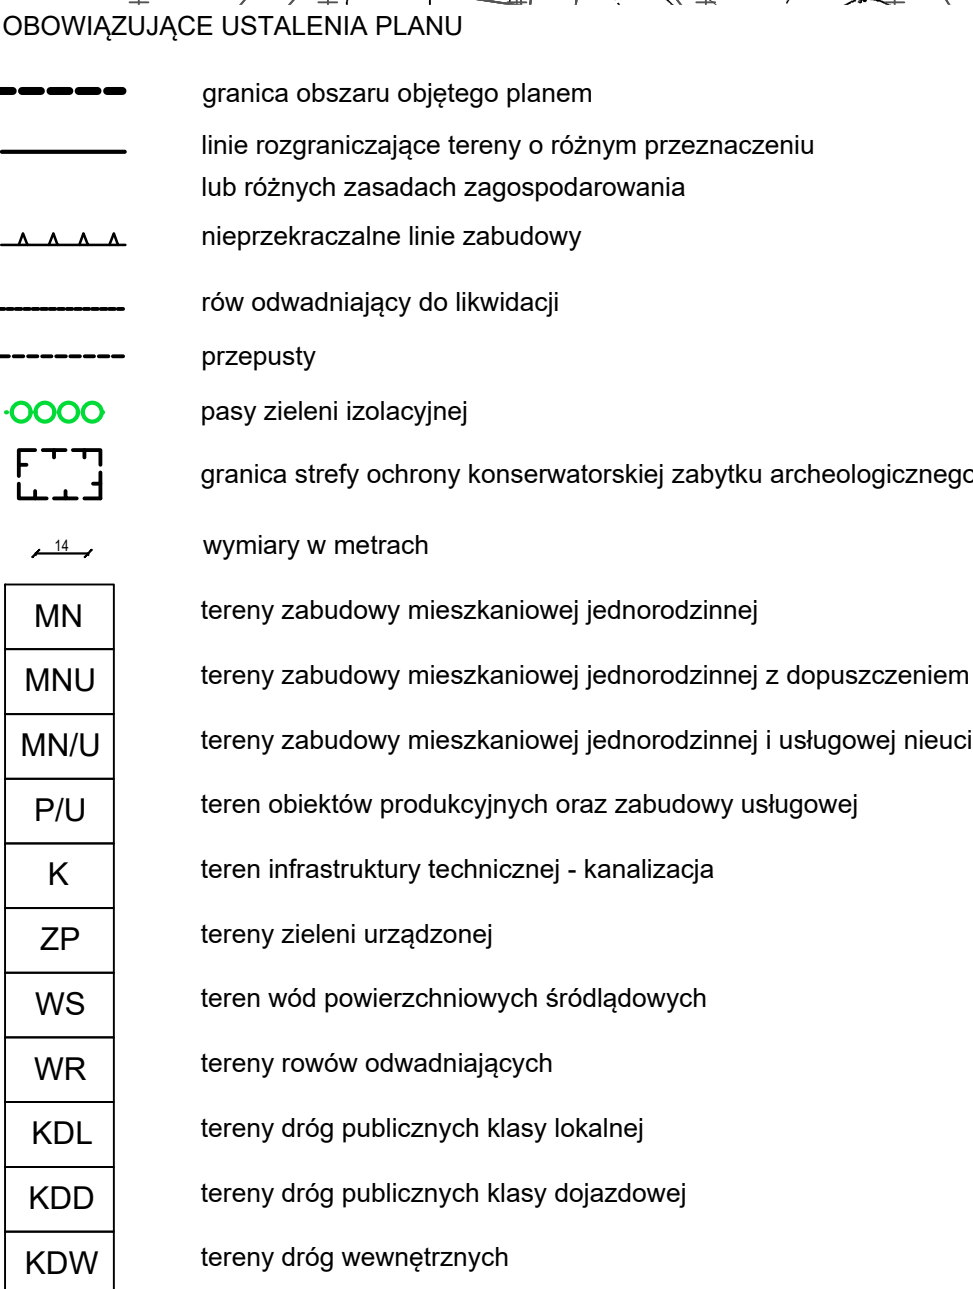 OBOWIĄZUJĄCE USTALENIA PLANU
granica obszaru objętego planem
linie rozgraniczające tereny o różnym przeznaczeniu
lub różnych zasadach zagospodarowania
nieprzekraczalne linie zabudowy
rów odwadniający do likwidacji
przepusty
pasy zieleni izolacyjnej
granica strefy ochrony konserwatorskiej zabytku archeologicznego
14 wymiary w metrach
MN tereny zabudowy mieszkaniowej jednorodzinnej
MNU tereny zabudowy mieszkaniowej jednorodzinnej z dopuszczeniem
MN/U tereny zabudowy mieszkaniowej jednorodzinnej i usługowej
P/U teren obiektów produkcyjnych oraz zabudowy usługowej
K teren infrastruktury technicznej - kanalizacja
ZP tereny zieleni urządzonej
WS teren wód powierzchniowych śródlądowych
WR tereny rowów odwadniających
KDL tereny dróg publicznych klasy lokalnej
KDD tereny dróg publicznych klasy dojazdowej
KDW tereny dróg wewnętrznych